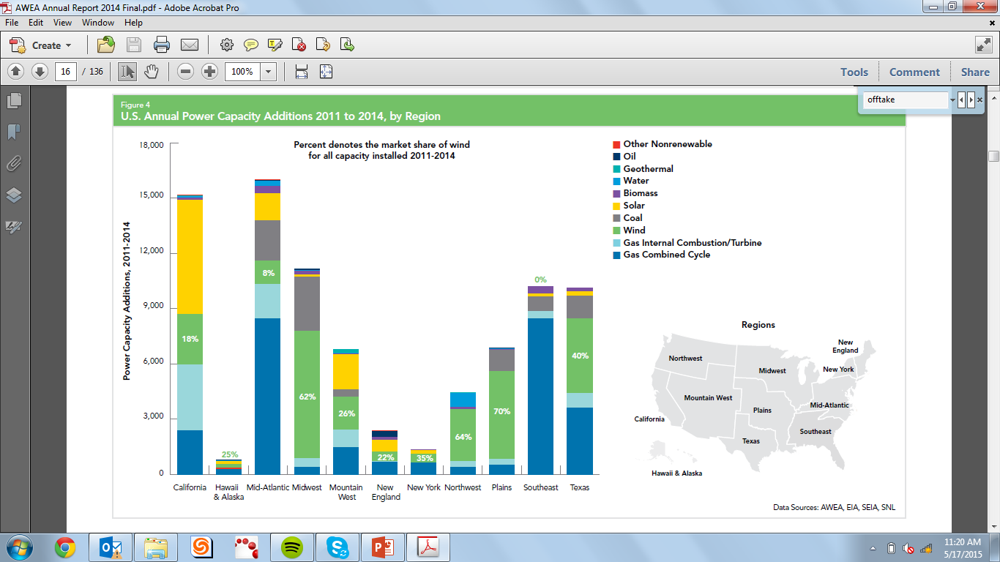 AWEA Annual Report 2014 Final.pdf - Adobe Acrobat Pro
File Edit View Window Help
Create
16 / 136
100%
Tools Comment Share
offtake
Figure 4
U.S. Annual Power Capacity Additions 2011 to 2014, by Region
Percent denotes the market share of wind
for all capacity installed 2011-2014
Power Capacity Additions, 2011-2014
18,000
15,000
12,000
9,000
6,000
3,000
0
18%
25%
8%
62%
26%
22%
35%
64%
70%
0%
40%
California
Hawaii
& Alaska
Mid-Atlantic
Midwest
Mountain
West
New
England
New York
Northwest
Plains
Southeast
Texas
Other Nonrenewable
Oil
Geothermal
Water
Biomass
Solar
Coal
Wind
Gas Internal Combustion/Turbine
Gas Combined Cycle
Regions
New
England
Northwest
New York
Midwest
Mountain West
Mid-Atlantic
Plains
California
Southeast
Texas
Hawaii & Alaska
Data Sources: AWEA, EIA, SEIA, SNL
11:20 AM
5/17/2015